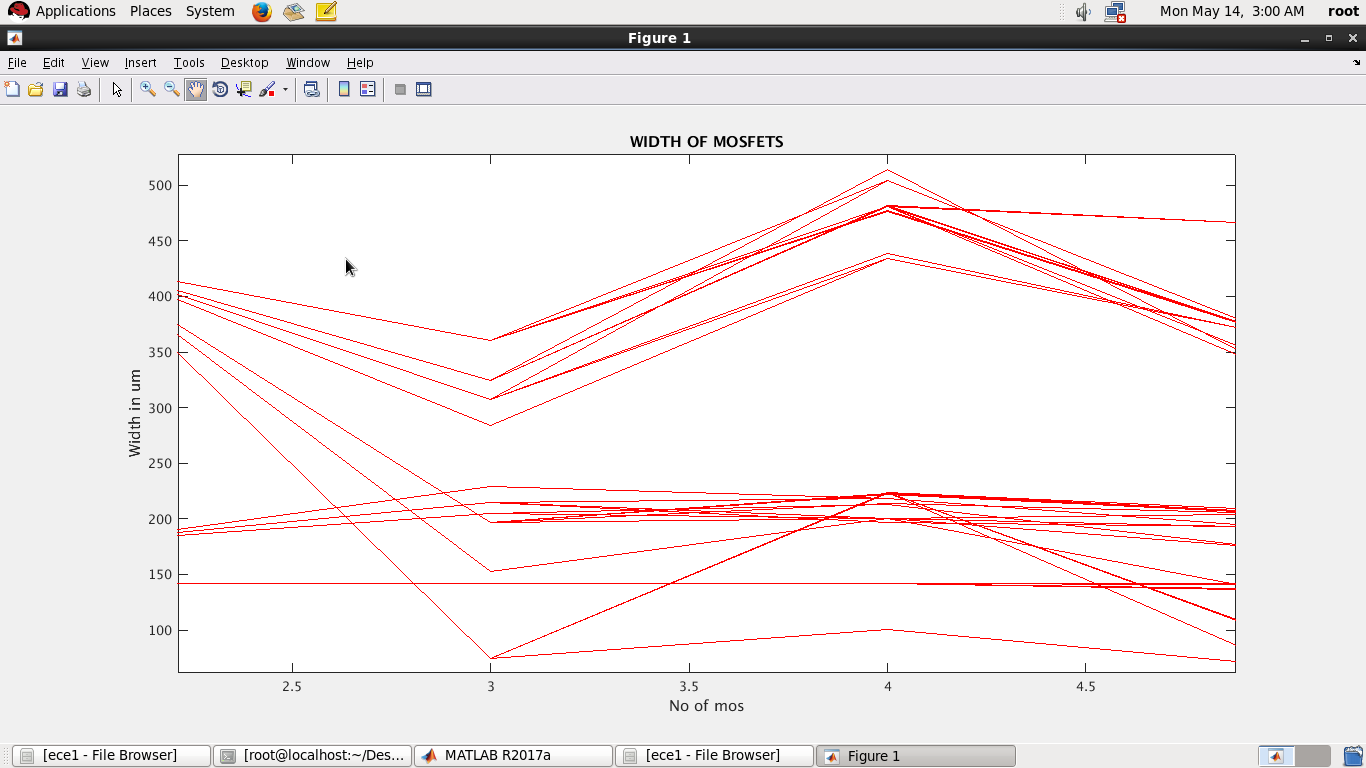 Applications Places System Mon May 14, 3:00 AM root
Figure 1
File Edit View Insert Tools Desktop Window Help
WIDTH OF MOSFETS
500
450
400
350
300
250
200
150
100
Width in um
2.5 3 3.5 4 4.5
No of mos
[ece1 - File Browser] [root@localhost:~/Des... MATLAB R2017a [ece1 - File Browser] Figure 1